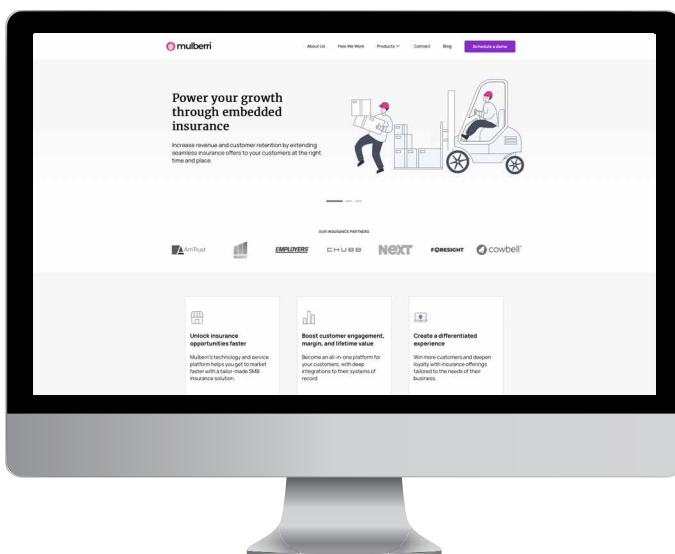 mulberri
About Us How We Work Products Contact Blog Schedule a demo
Power your growth
through embedded
insurance
Increase revenue and customer retention by extending
seamless insurance offers to your customers at the right
time and place.
OUR INSURANCE PARTNERS
AmTrust EMPLOYERS CHUBB NEXT FORESIGHT cowbell
Unlock insurance
opportunities faster
Mulberri's technology and service
platform helps you get to market
faster with a tailor-made SMB
insurance solution.
Boost customer engagement,
margin, and lifetime value
Become an all-in-one platform for
your customers, with deep
integrations to their systems of
record
Create a differentiated
experience
Win more customers and deepen
loyalty with insurance offerings
tailored to the needs of their
business.